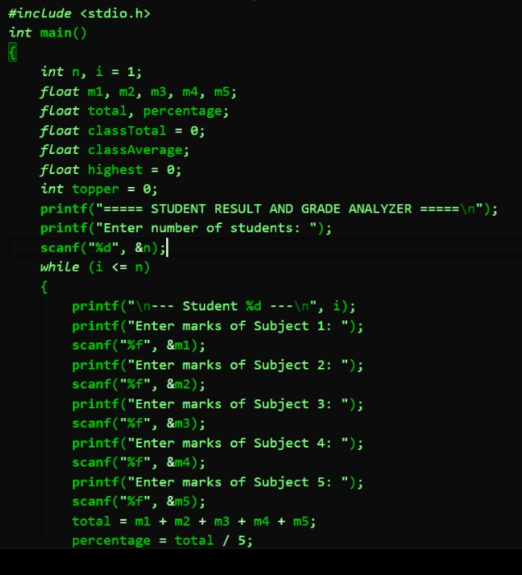 #include <stdio.h>
int main()
{
    int n, i = 1;
    float m1, m2, m3, m4, m5;
    float total, percentage;
    float classTotal = 0;
    float classAverage;
    float highest = 0;
    int topper = 0;
    printf("===== STUDENT RESULT AND GRADE ANALYZER =====\n");
    printf("Enter number of students: ");
    scanf("%d", &n);
    while (i <= n)
    {
        printf("\n--- Student %d ---\n", i);
        printf("Enter marks of Subject 1: ");
        scanf("%f", &m1);
        printf("Enter marks of Subject 2: ");
        scanf("%f", &m2);
        printf("Enter marks of Subject 3: ");
        scanf("%f", &m3);
        printf("Enter marks of Subject 4: ");
        scanf("%f", &m4);
        printf("Enter marks of Subject 5: ");
        scanf("%f", &m5);
        total = m1 + m2 + m3 + m4 + m5;
        percentage = total / 5;